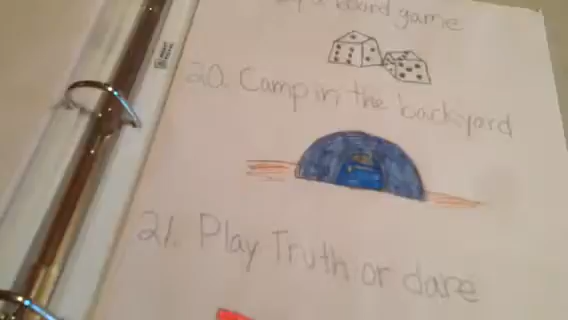 a board game
20. Camp in the backyard
21. Play Truth or dare